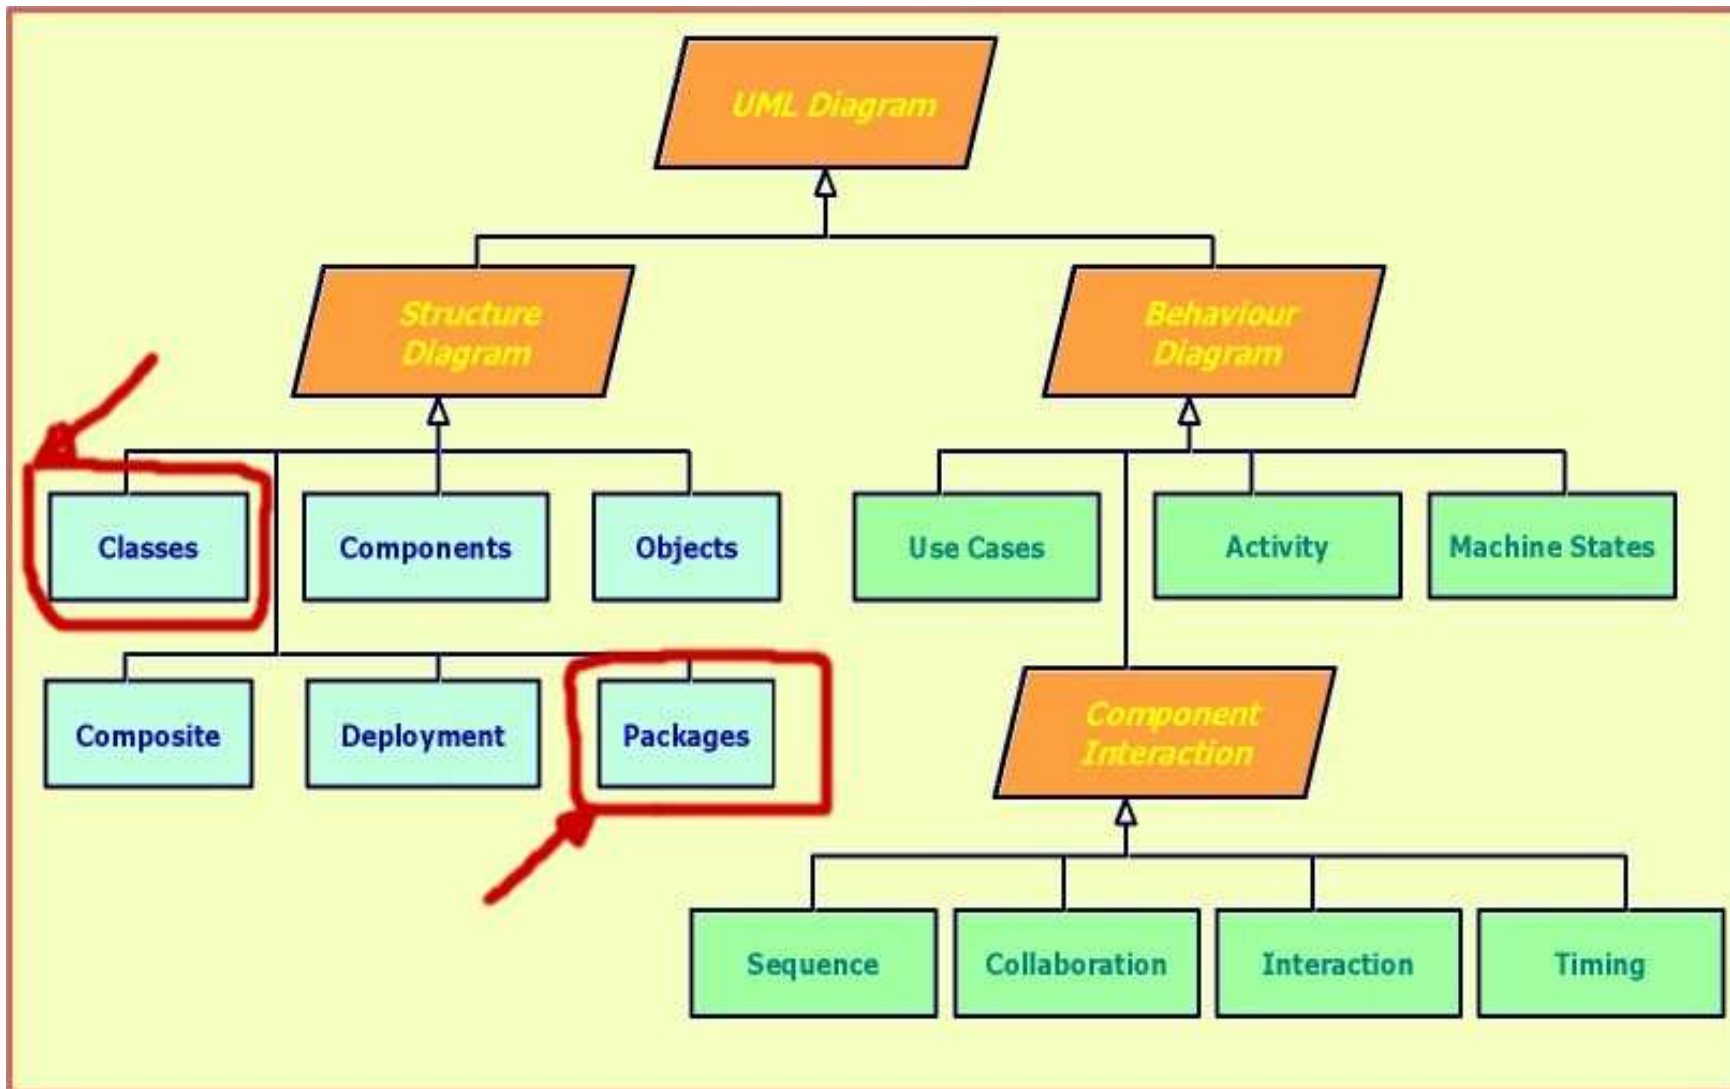 UML Diagram
Structure
Diagram
Behaviour
Diagram
Classes
Components
Objects
Use Cases
Activity
Machine States
Composite
Deployment
Packages
Component
Interaction
Sequence
Collaboration
Interaction
Timing